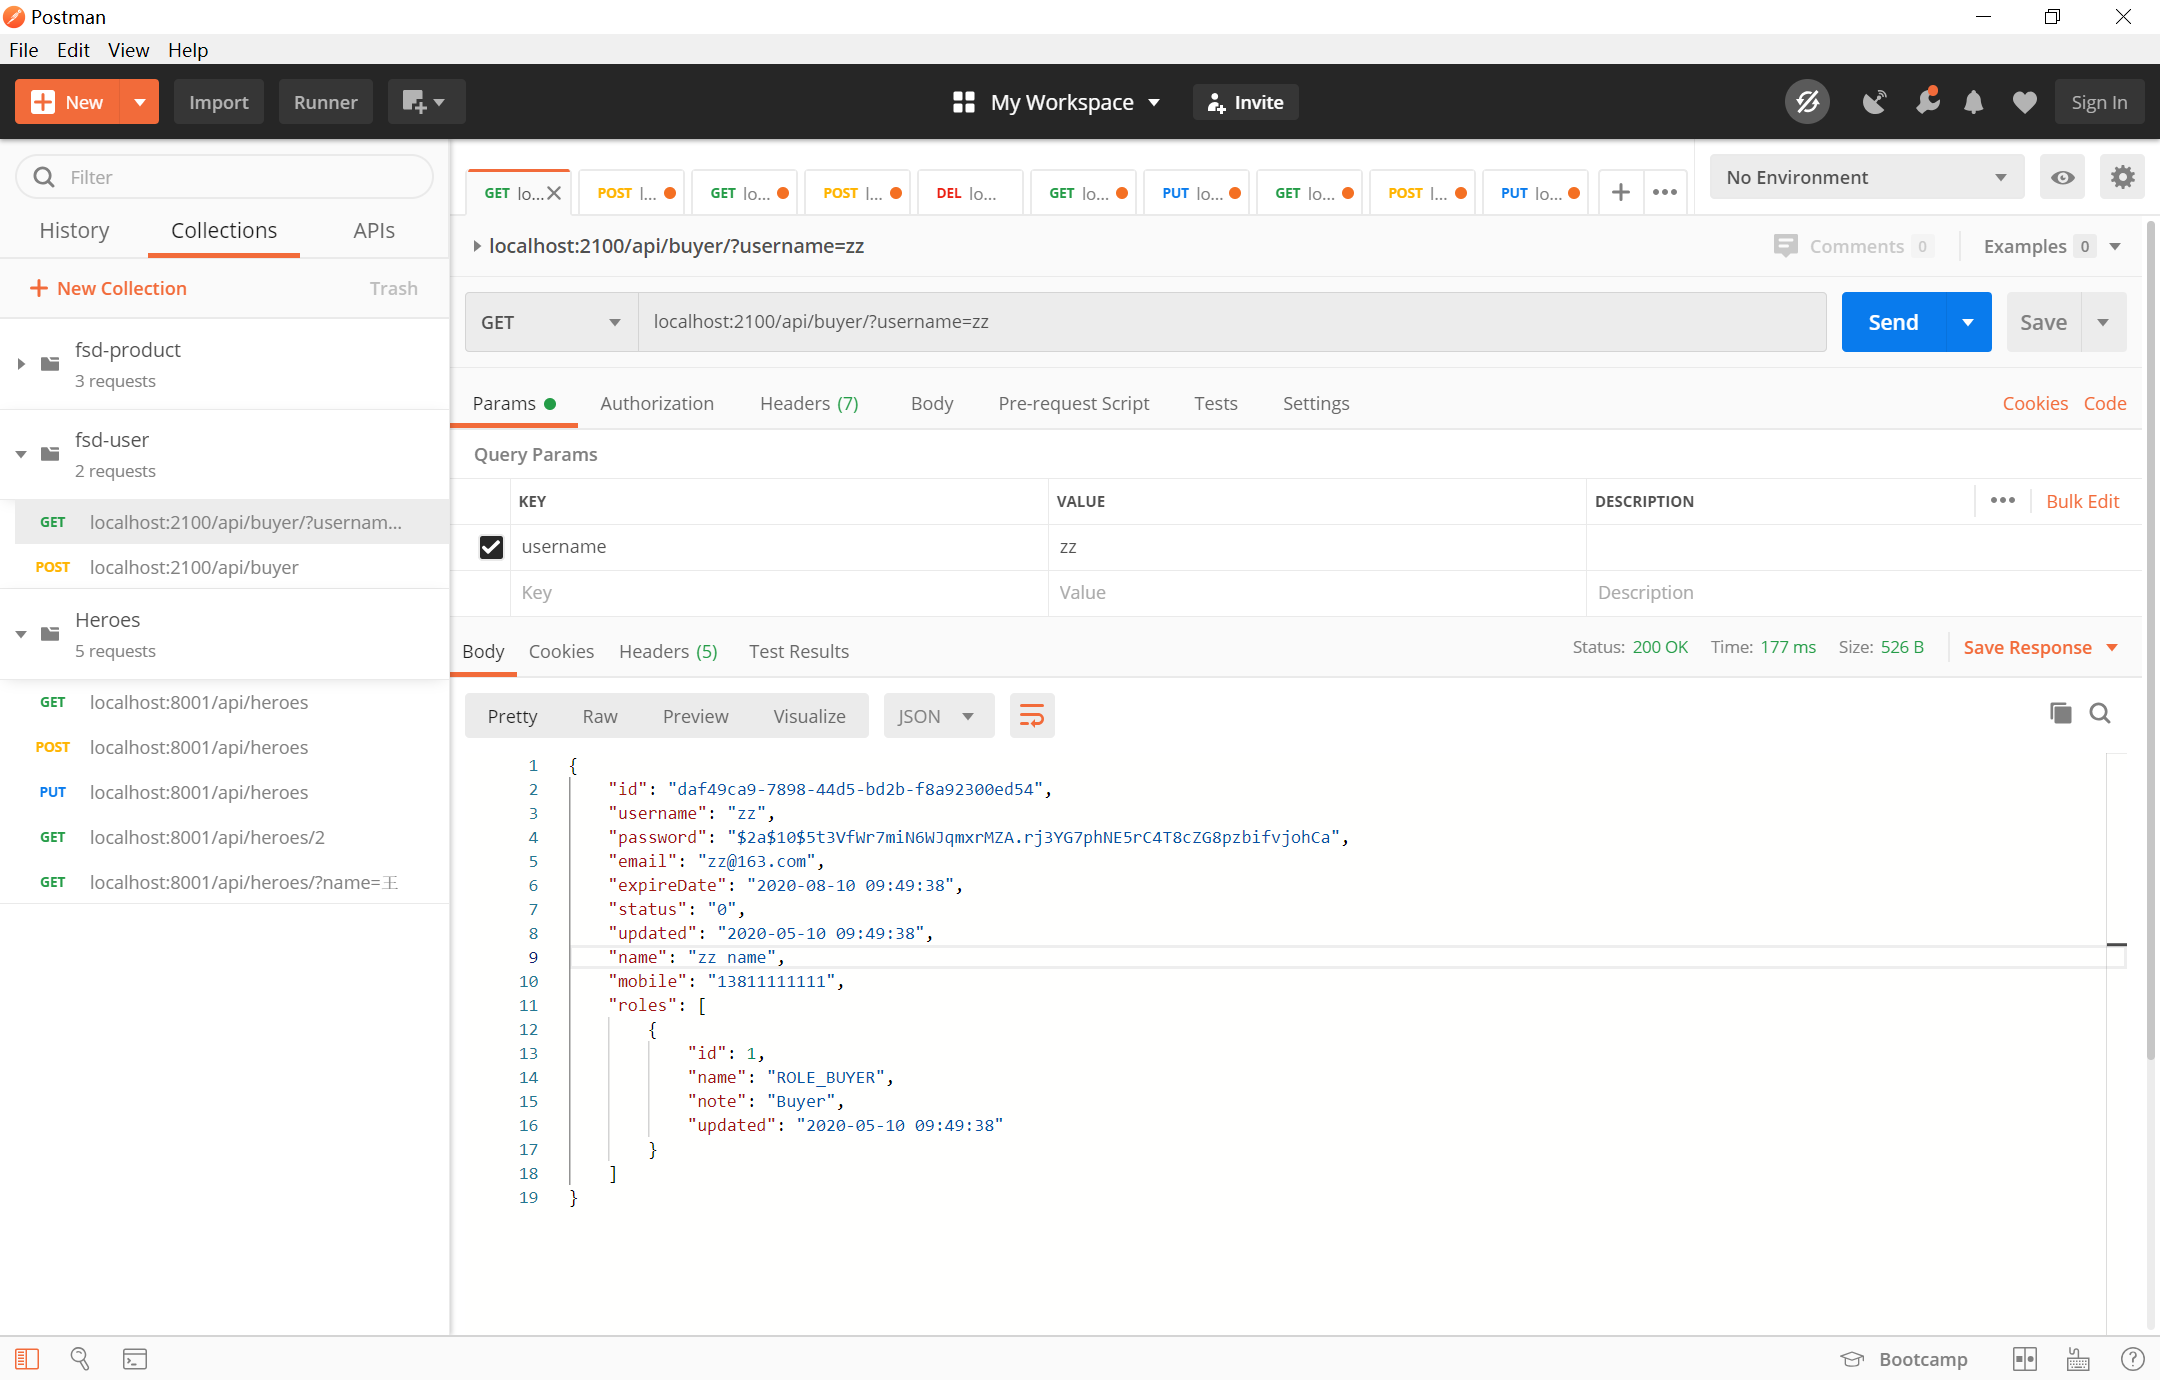 Postman
File Edit View Help
New Import Runner My Workspace Invite Sign In
Filter
History Collections APIs
New Collection Trash
fsd-product
3 requests
fsd-user
2 requests
GET localhost:2100/api/buyer/?usernam...
POST localhost:2100/api/buyer
Heroes
5 requests
GET localhost:8001/api/heroes
POST localhost:8001/api/heroes
PUT localhost:8001/api/heroes
GET localhost:8001/api/heroes/2
GET localhost:8001/api/heroes/?name=王
GET lo... POST l... GET lo... POST l... DEL lo... GET lo... PUT lo... GET lo... POST l... PUT lo...
No Environment
localhost:2100/api/buyer/?username=zz Comments 0 Examples 0
GET localhost:2100/api/buyer/?username=zz Send Save
Params Authorization Headers (7) Body Pre-request Script Tests Settings Cookies Code
Query Params
KEY VALUE DESCRIPTION Bulk Edit
username zz
Key Value Description
Body Cookies Headers (5) Test Results Status: 200 OK Time: 177 ms Size: 526 B Save Response
Pretty Raw Preview Visualize JSON
1 {
2 "id": "daf49ca9-7898-44d5-bd2b-f8a92300ed54",
3 "username": "zz",
4 "password": "$2a$10$5t3VfWr7miN6WJqmxrMZA.rj3YG7phNE5rC4T8cZG8pzbifvjohCa",
5 "email": "zz@163.com",
6 "expireDate": "2020-08-10 09:49:38",
7 "status": "0",
8 "updated": "2020-05-10 09:49:38",
9 "name": "zz name",
10 "mobile": "13811111111",
11 "roles": [
12 {
13 "id": 1,
14 "name": "ROLE_BUYER",
15 "note": "Buyer",
16 "updated": "2020-05-10 09:49:38"
17 }
18 ]
19 }
Bootcamp